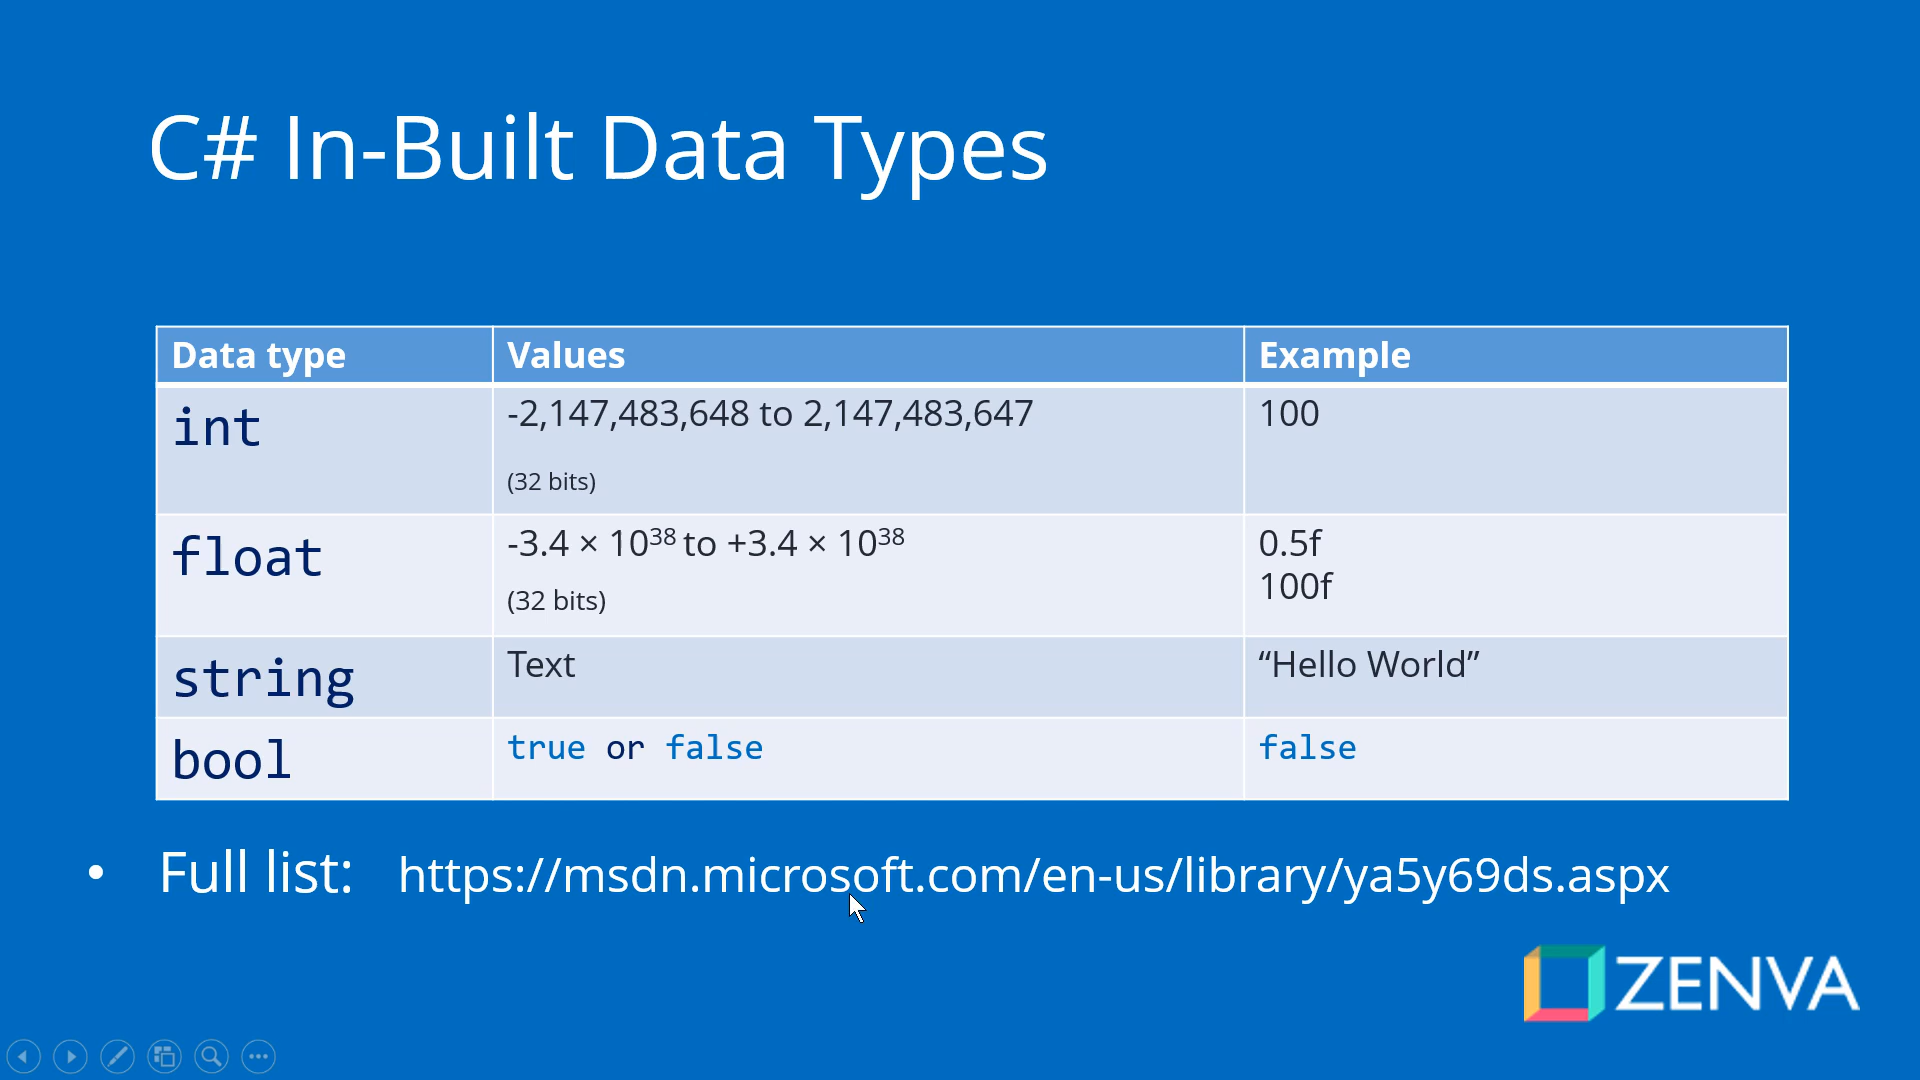 C# In-Built Data Types
Data type Values Example
int -2,147,483,648 to 2,147,483,647 100
(32 bits)
float -3.4 × 10³⁸ to +3.4 × 10³⁸ 0.5f
100f
(32 bits)
string Text “Hello World”
bool true or false false
• Full list: https://msdn.microsoft.com/en-us/library/ya5y69ds.aspx
ZENVA